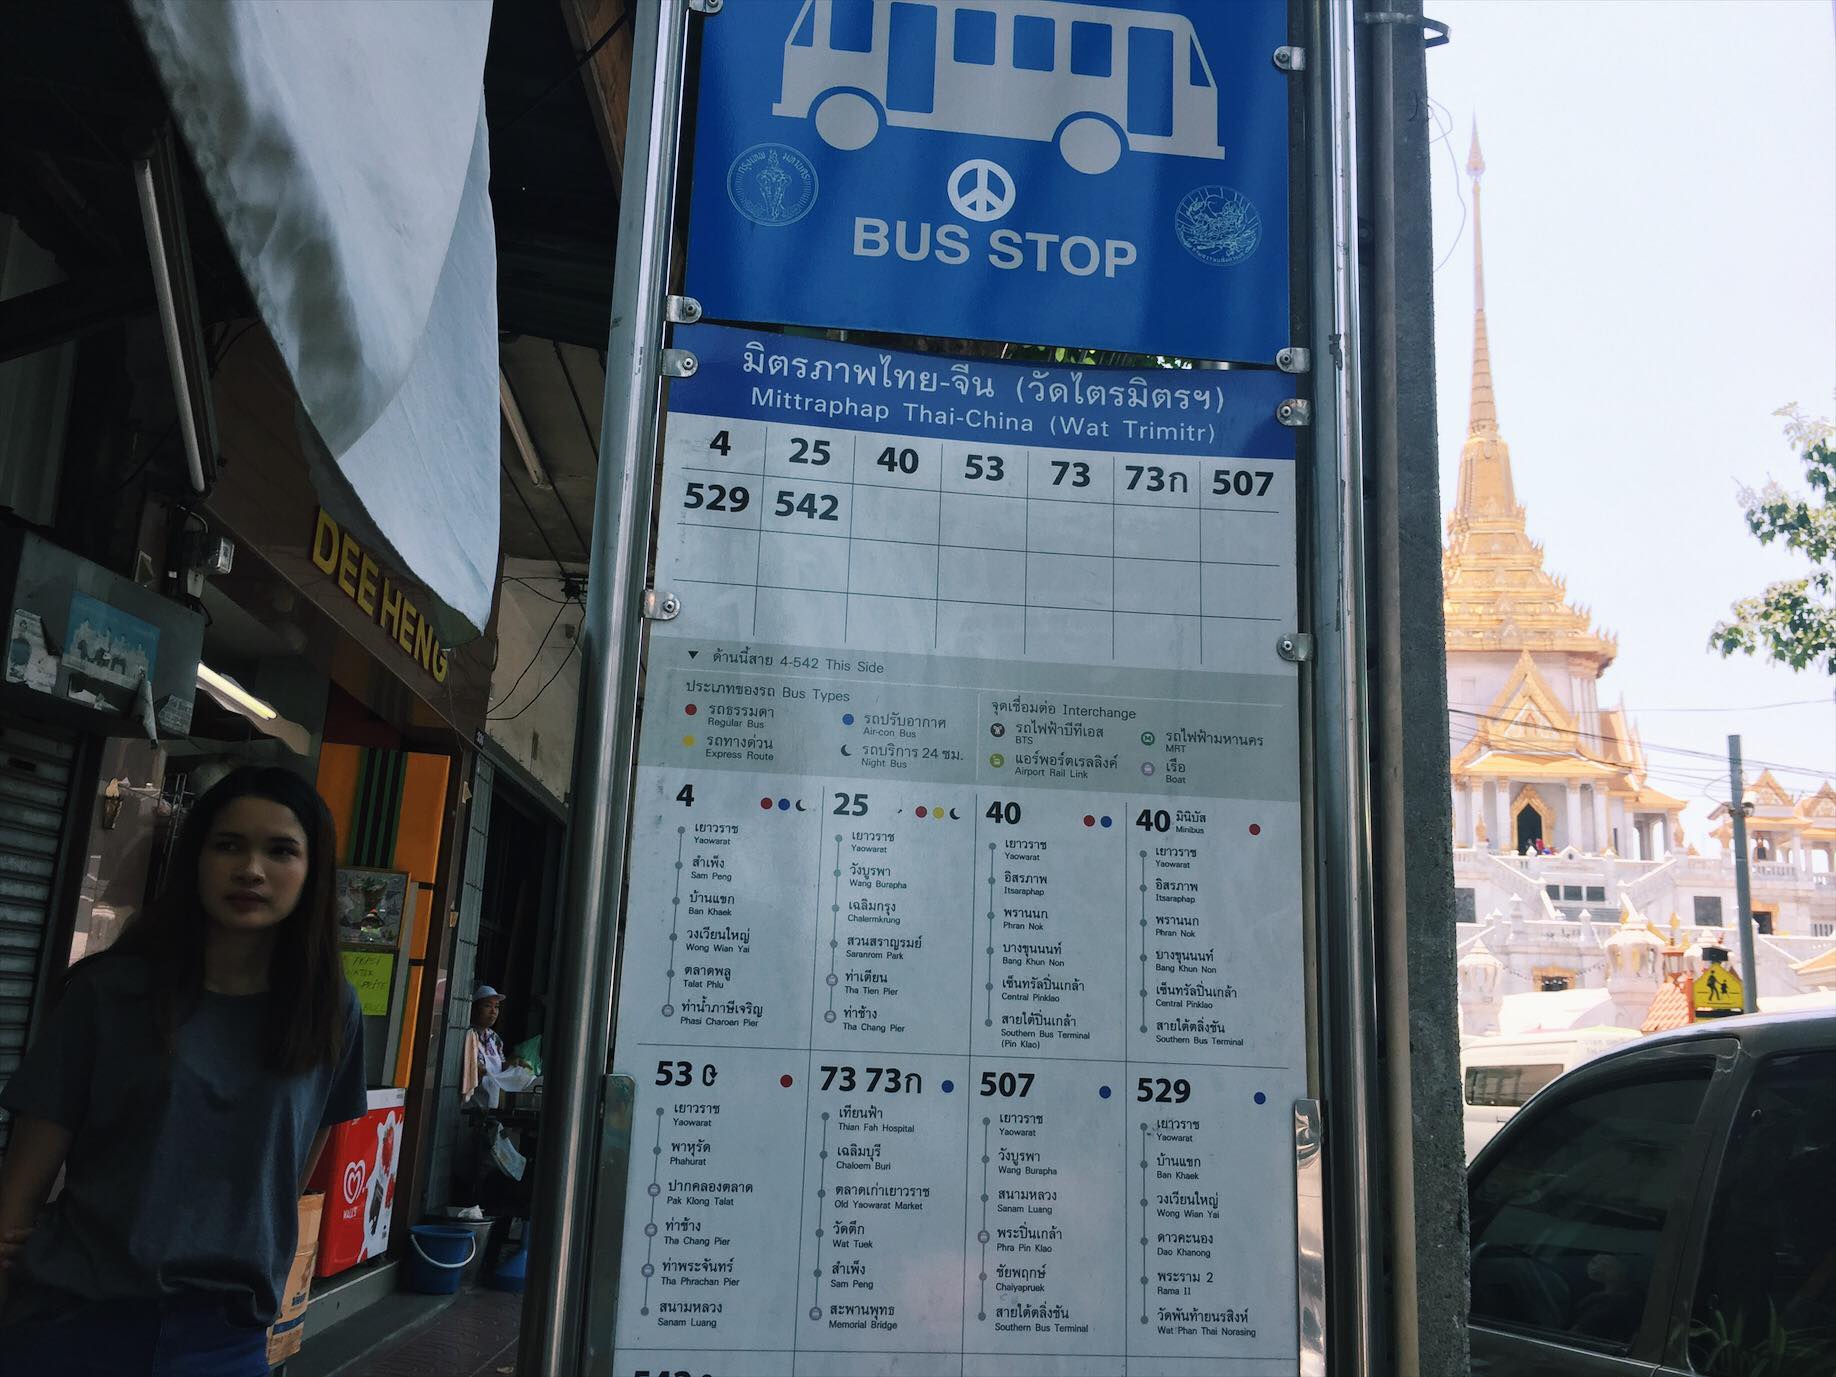 BUS STOP
มิตรภาพไทย-จีน (วัดไตรมิตรฯ)
Mittraphap Thai-China (Wat Trimitr)
4 25 40 53 73 73ก 507
529 542
▼ ด้านนี้สาย 4-542 This Side
ประเภทของรถ Bus Types
รถธรรมดา
Regular Bus
รถปรับอากาศ
Air-con Bus
รถทางด่วน
Express Route
รถบริการ 24 ชม.
Night Bus
จุดเชื่อมต่อ Interchange
รถไฟฟ้าบีทีเอส
BTS
รถไฟฟ้ามหานคร
MRT
แอร์พอร์ตเรลลิงค์
Airport Rail Link
เรือ
Boat
4
เยาวราช
Yaowarat
สำเพ็ง
Sam Peng
บ้านแขก
Ban Khaek
วงเวียนใหญ่
Wong Wian Yai
ตลาดพลู
Talat Phlu
ท่าน้ำภาษีเจริญ
Phasi Charoen Pier
25
เยาวราช
Yaowarat
วังบูรพา
Wang Burapha
เฉลิมกรุง
Chalermkrung
สวนสราญรมย์
Saranrom Park
ท่าเตียน
Tha Tien Pier
ท่าช้าง
Tha Chang Pier
40
เยาวราช
Yaowarat
อิสรภาพ
Itsaraphap
พรานนก
Phran Nok
บางขุนนนท์
Bang Khun Non
เซ็นทรัลปิ่นเกล้า
Central Pinklao
สายใต้ปิ่นเกล้า
Southern Bus Terminal
(Pin Klao)
40 มินิบัส
Minibus
เยาวราช
Yaowarat
อิสรภาพ
Itsaraphap
พรานนก
Phran Nok
บางขุนนนท์
Bang Khun Non
เซ็นทรัลปิ่นเกล้า
Central Pinklao
สายใต้ตลิ่งชัน
Southern Bus Terminal
53
เยาวราช
Yaowarat
พาหุรัด
Phahurat
ปากคลองตลาด
Pak Klong Talat
ท่าช้าง
Tha Chang Pier
ท่าพระจันทร์
Tha Phrachan Pier
สนามหลวง
Sanam Luang
73 73ก
เทียนฟ้า
Thian Fah Hospital
เฉลิมบุรี
Chaloem Buri
ตลาดเก่าเยาวราช
Old Yaowarat Market
วัดตึก
Wat Tuek
สำเพ็ง
Sam Peng
สะพานพุทธ
Memorial Bridge
507
เยาวราช
Yaowarat
วังบูรพา
Wang Burapha
สนามหลวง
Sanam Luang
พระปิ่นเกล้า
Phra Pin Klao
ชัยพฤกษ์
Chaiyapruek
สายใต้ตลิ่งชัน
Southern Bus Terminal
529
เยาวราช
Yaowarat
บ้านแขก
Ban Khaek
วงเวียนใหญ่
Wong Wian Yai
ดาวคะนอง
Dao Khanong
พระราม 2
Rama II
วัดพันท้ายนรสิงห์
Wat Phan Thai Norasing
DEE HENG
WALL'S